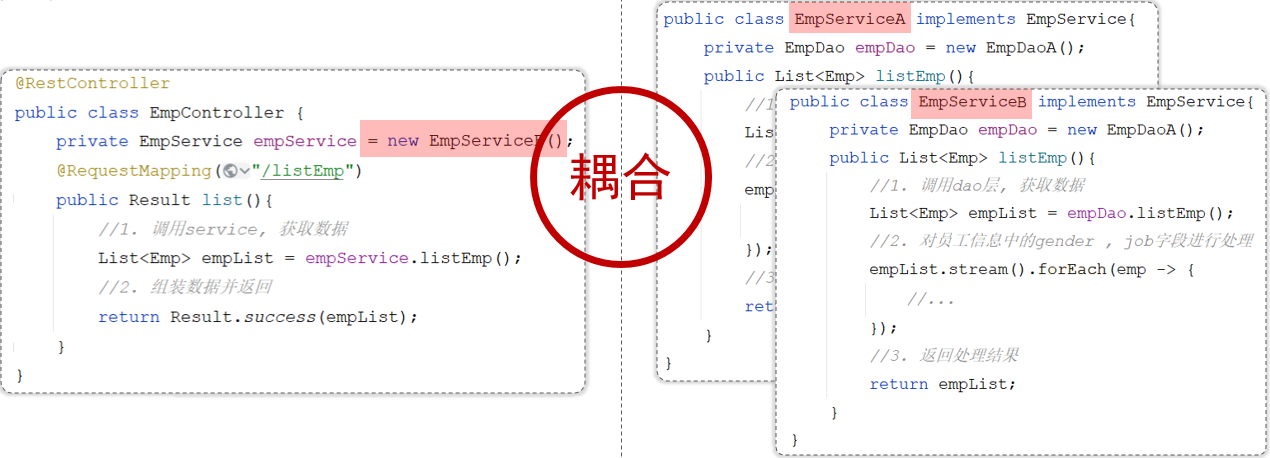 @RestController
public class EmpController {
private EmpService empService = new EmpServiceB();
@RequestMapping("/listEmp")
public Result list(){
//1. 调用service, 获取数据
List<Emp> empList = empService.listEmp();
//2. 组装数据并返回
return Result.success(empList);
}
}
耦合
public class EmpServiceA implements EmpService{
private EmpDao empDao = new EmpDaoA();
public List<Emp> listEmp(){
//1
Lis
//2
emp
});
//3
ret
}
}
public class EmpServiceB implements EmpService{
private EmpDao empDao = new EmpDaoA();
public List<Emp> listEmp(){
//1. 调用dao层, 获取数据
List<Emp> empList = empDao.listEmp();
//2. 对员工信息中的gender , job字段进行处理
empList.stream().forEach(emp -> {
//...
});
//3. 返回处理结果
return empList;
}
}